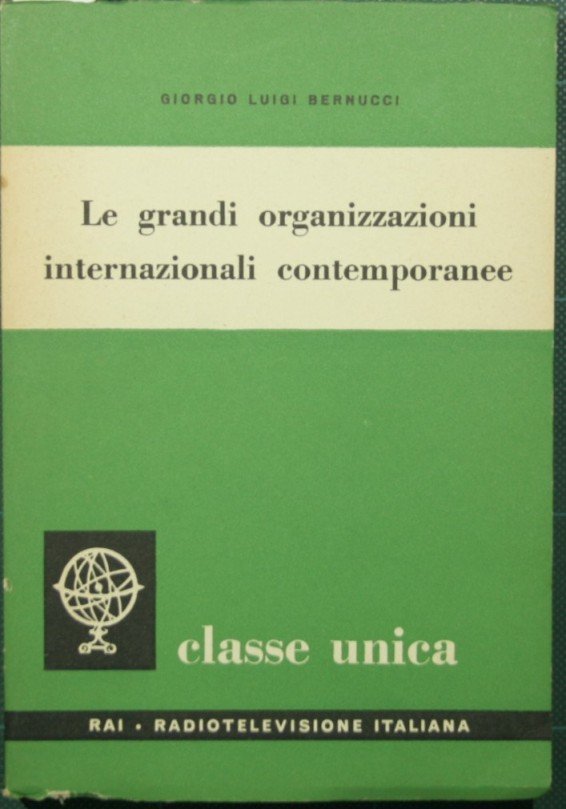 GIORGIO LUIGI BERNUCCI
Le grandi organizzazioni
internazionali contemporanee
classe unica
RAI • RADIOTELEVISIONE ITALIANA